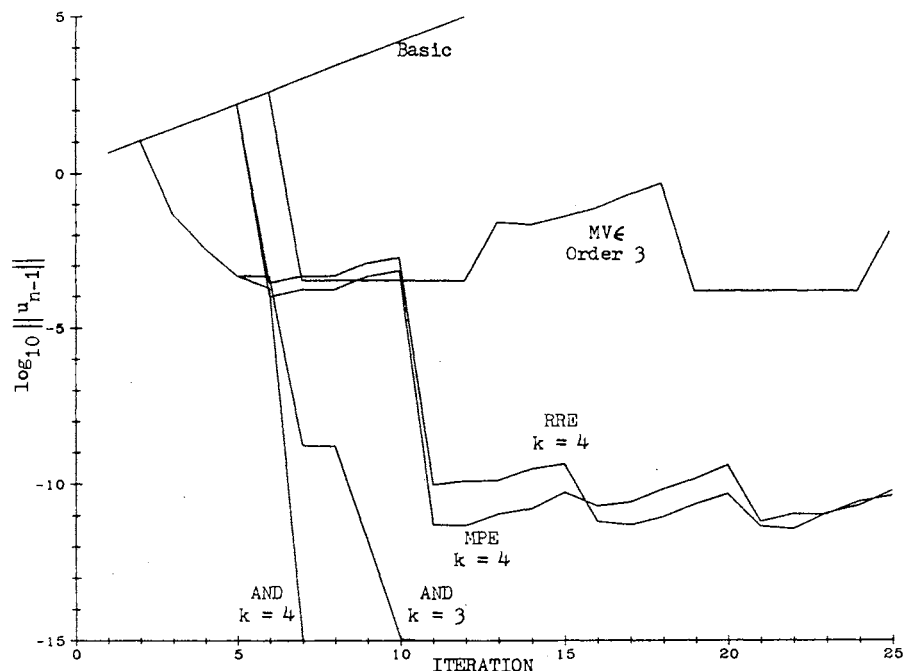 5
Basic
0
MVϵ
Order 3
log₁₀ ||u_{n-1}||
-5
RRE
k = 4
-10
MPE
k = 4
AND
k = 4
AND
k = 3
-15
0
5
10
15
20
25
ITERATION